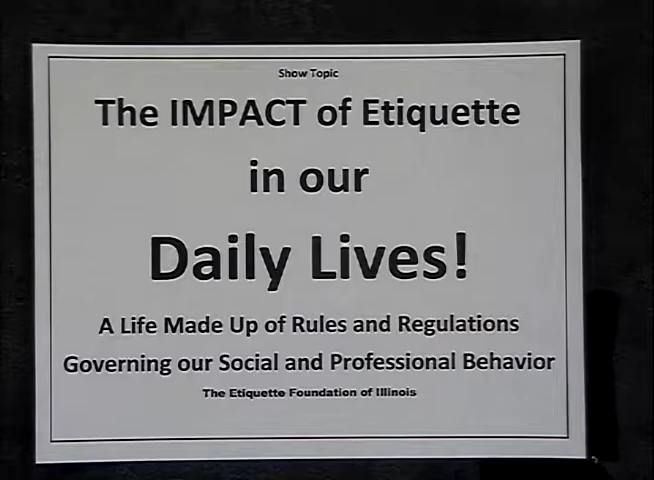 Show Topic
The IMPACT of Etiquette
in our
Daily Lives!
A Life Made Up of Rules and Regulations
Governing our Social and Professional Behavior
The Etiquette Foundation of Illinois